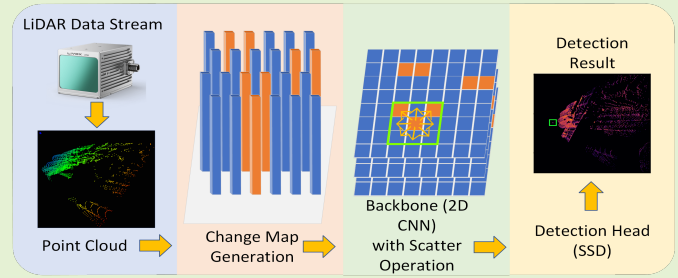 LiDAR Data Stream
Point Cloud
Change Map
Generation
Backbone (2D
CNN)
with Scatter
Operation
Detection
Result
Detection Head
(SSD)